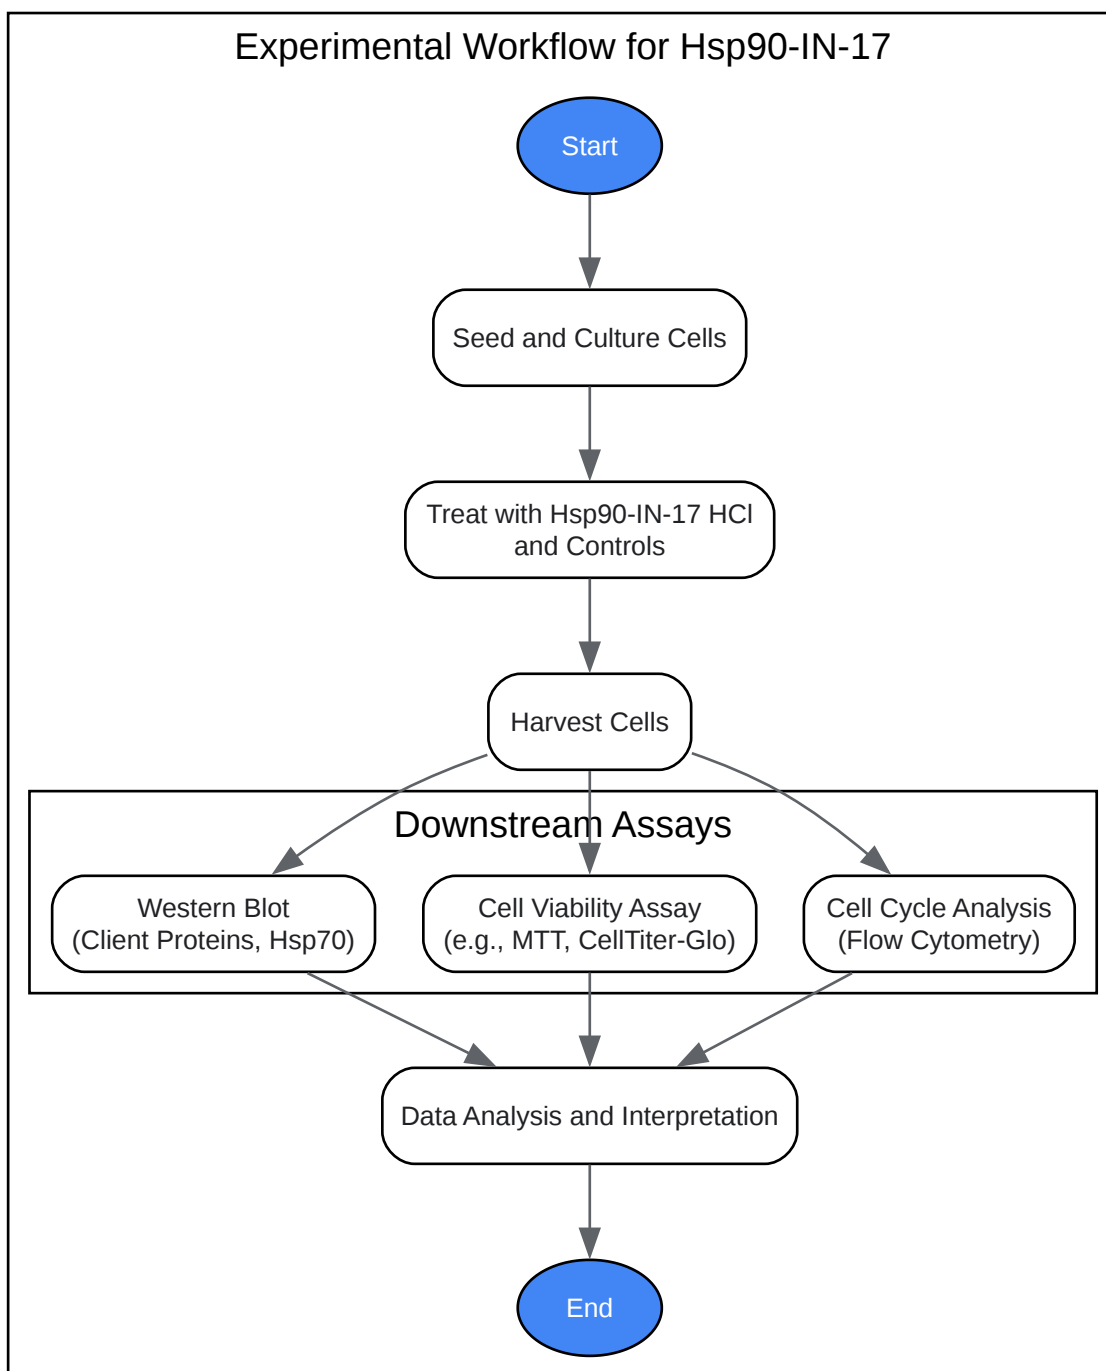 Experimental Workflow for Hsp90-IN-17
Start
Seed and Culture Cells
Treat with Hsp90-IN-17 HCl
and Controls
Harvest Cells
Downstream Assays
Western Blot
(Client Proteins, Hsp70)
Cell Viability Assay
(e.g., MTT, CellTiter-Glo)
Cell Cycle Analysis
(Flow Cytometry)
Data Analysis and Interpretation
End